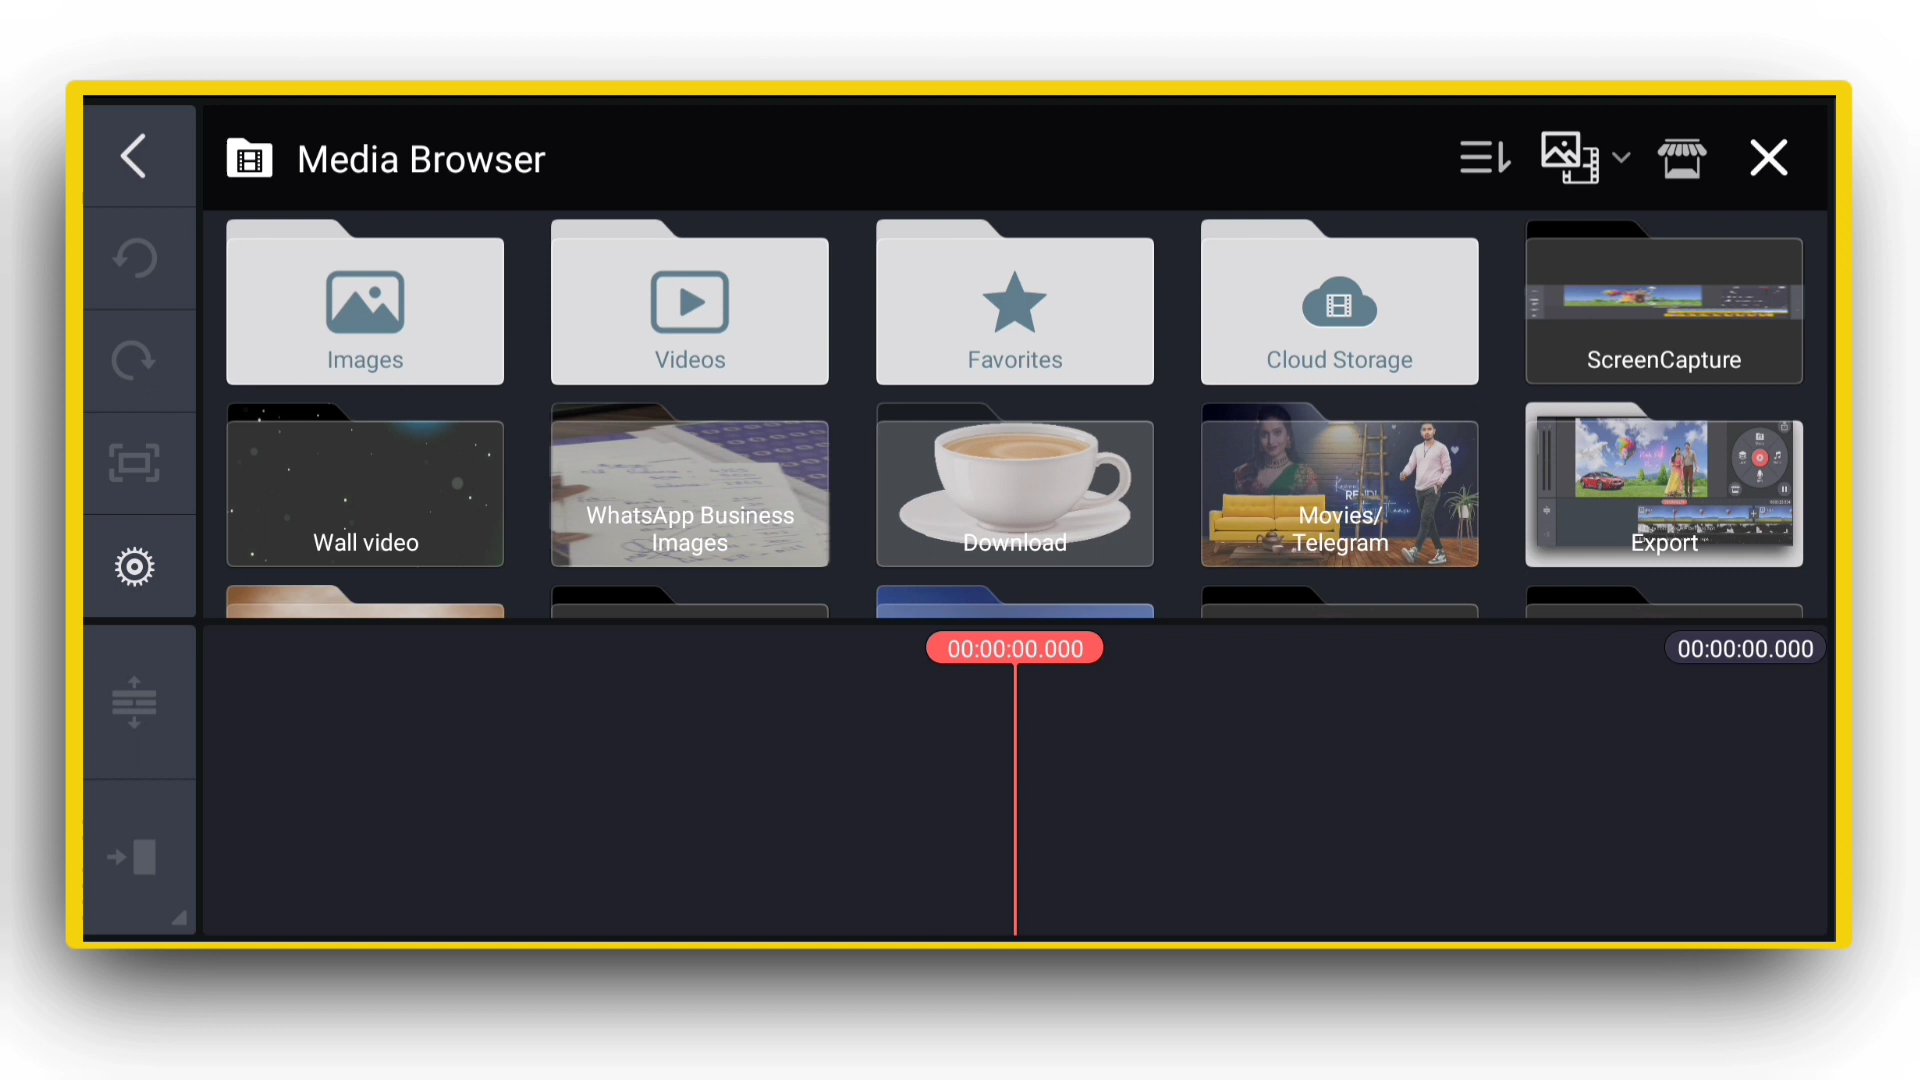 Media Browser
Images
Videos
Favorites
Cloud Storage
ScreenCapture
Wall video
WhatsApp Business
Images
Download
Movies/
Telegram
Export
00:00:00.000
00:00:00.000